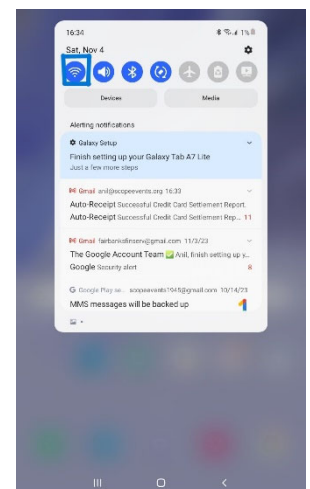 16:34
1%
Sat, Nov 4
Devices
Media
Alerting notifications
Galaxy Setup
Finish setting up your Galaxy Tab A7 Lite
Just a few more steps
Gmail anil@scopeevents.org 16:33
Auto-Receipt Successful Credit Card Settlement Report.
Auto-Receipt Successful Credit Card Settlement Rep... 11
Gmail fairbanksfinserv@gmail.com 11/3/23
The Google Account Team ✅ Anil, finish setting up y...
Google Security alert 8
Google Play se... scopeevents1945@gmail.com 10/14/23
MMS messages will be backed up